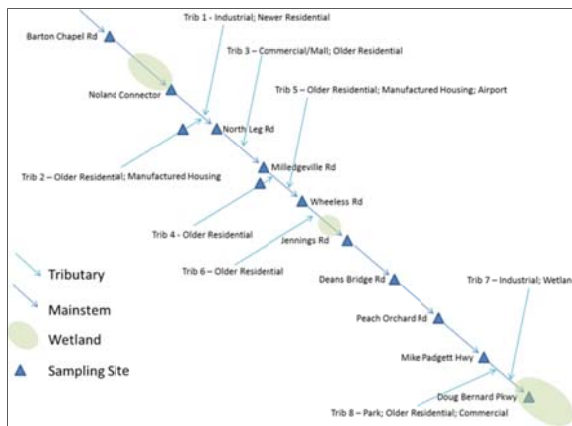 Trib 1 - Industrial; Newer Residential
Barton Chapel Rd
Trib 3 – Commercial/Mall; Older Residential
Noland Connector
Trib 5 – Older Residential; Manufactured Housing; Airport
North Leg Rd
Trib 2 – Older Residential; Manufactured Housing
Milledgeville Rd
Wheeless Rd
Trib 4 - Older Residential
Jennings Rd
Trib 6 – Older Residential
Deans Bridge Rd
Trib 7 – Industrial; Wetlan
Tributary
Mainstem
Peach Orchard Rd
Wetland
Mike Padgett Hwy
Sampling Site
Doug Bernard Pkwy
Trib 8 – Park; Older Residential; Commercial